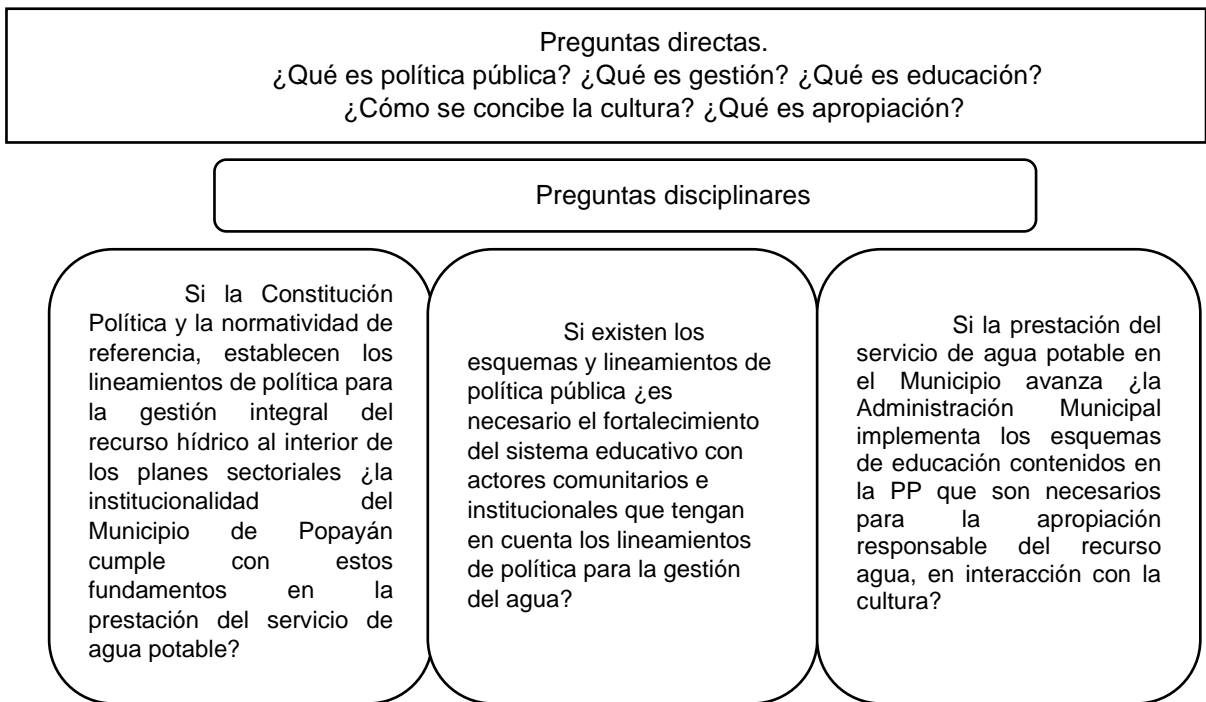 Preguntas directas.
¿Qué es política pública? ¿Qué es gestión? ¿Qué es educación?
¿Cómo se concibe la cultura? ¿Qué es apropiación?
Preguntas disciplinares
Si la Constitución
Política y la normatividad de
referencia, establecen los
lineamientos de política para
la gestión integral del
recurso hídrico al interior de
los planes sectoriales ¿la
institucionalidad del
Municipio de Popayán
cumple con estos
fundamentos en la
prestación del servicio de
agua potable?
Si existen los
esquemas y lineamientos de
política pública ¿es
necesario el fortalecimiento
del sistema educativo con
actores comunitarios e
institucionales que tengan
en cuenta los lineamientos
de política para la gestión
del agua?
Si la prestación del
servicio de agua potable en
el Municipio avanza ¿la
Administración Municipal
implementa los esquemas
de educación contenidos en
la PP que son necesarios
para la apropiación
responsable del recurso
agua, en interacción con la
cultura?